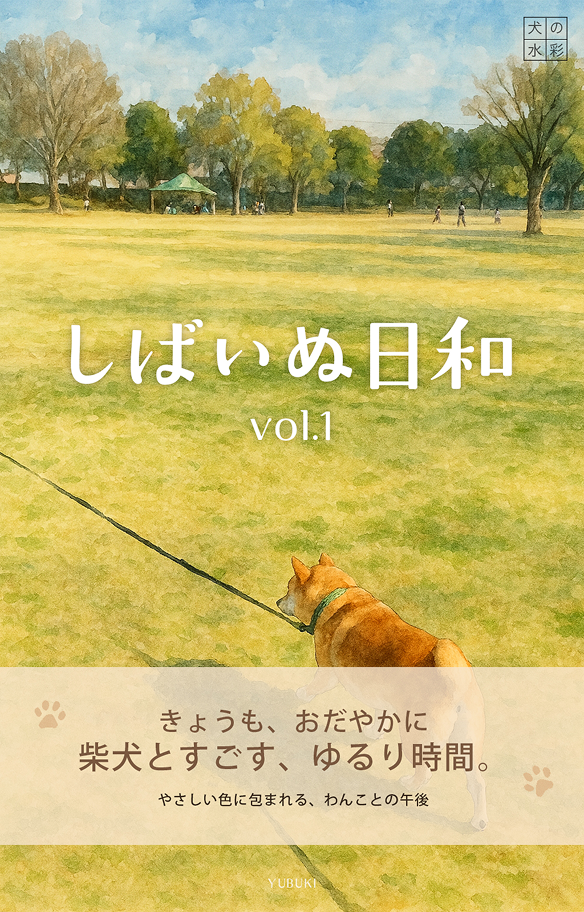 犬の
水彩
しばいぬ日和
vol.1
きょうも、おだやかに
柴犬とすごす、ゆるり時間。
やさしい色に包まれる、わんことの午後
YUBUKI